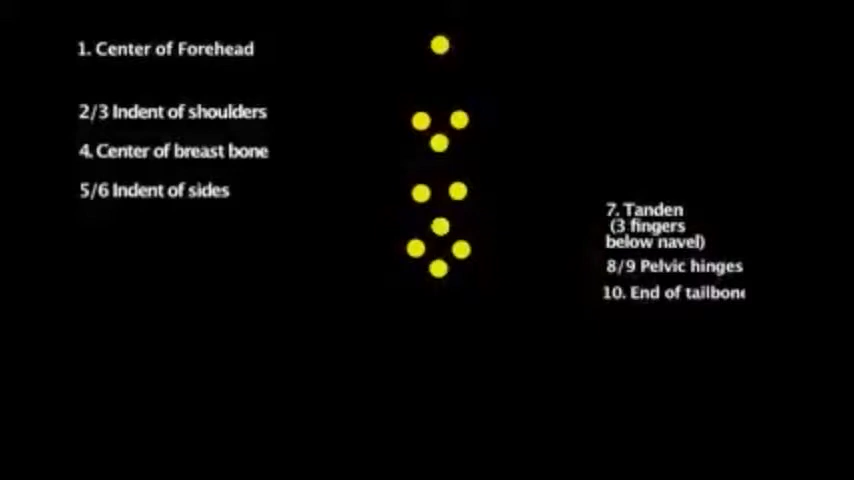 1. Center of Forehead
2/3 Indent of shoulders
4. Center of breast bone
5/6 Indent of sides
7. Tanden
(3 fingers
below navel)
8/9 Pelvic hinges
10. End of tailbone